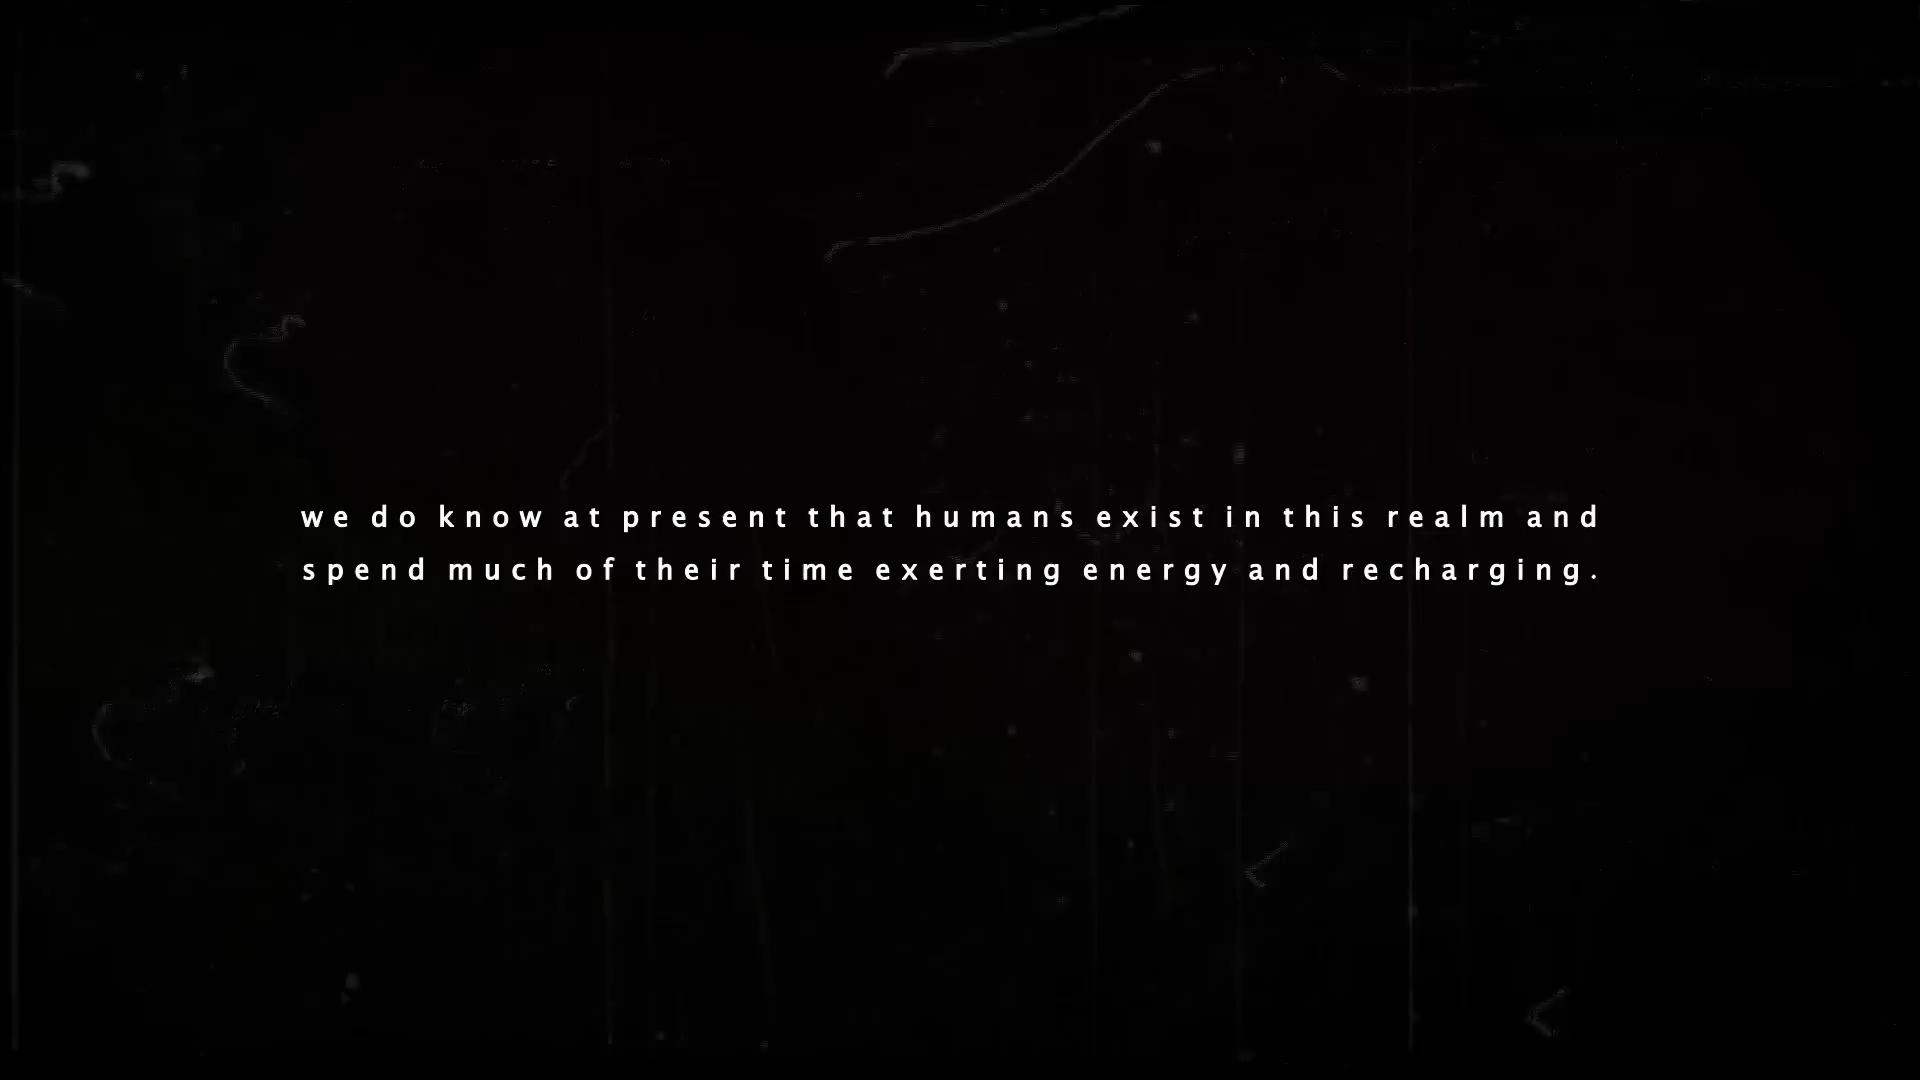 we do know at present that humans exist in this realm and
spend much of their time exerting energy and recharging.